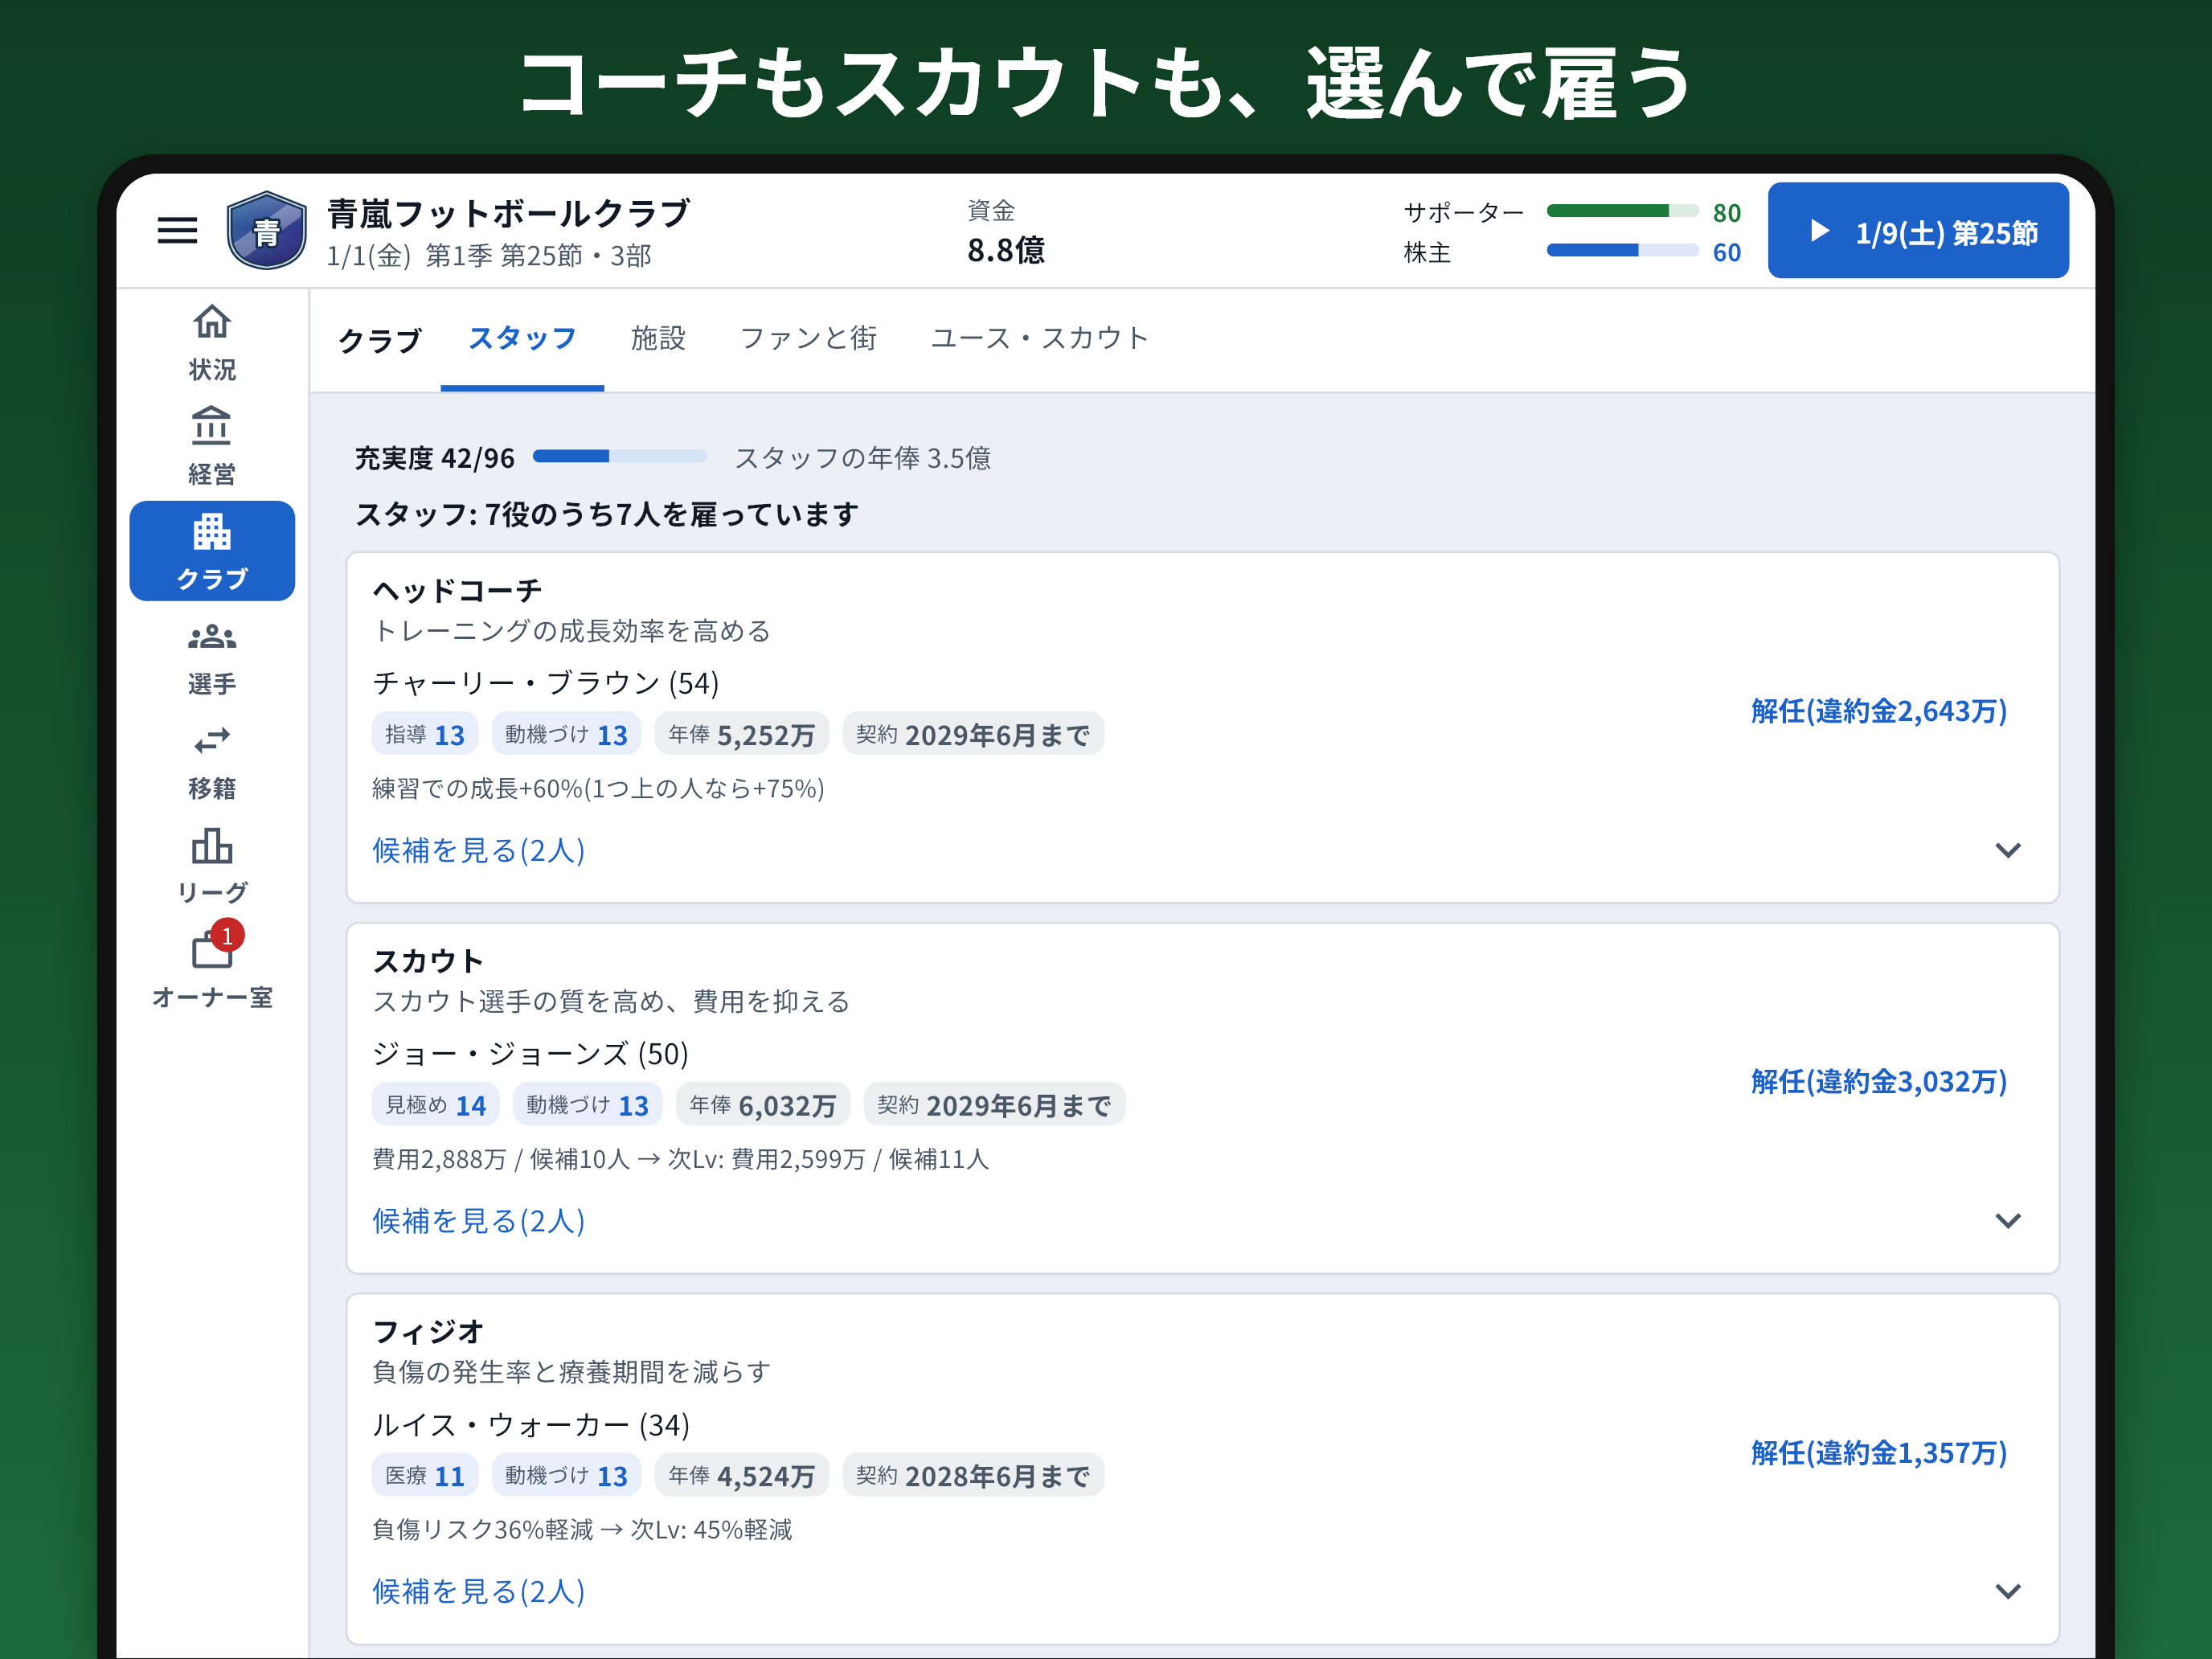 コーチもスカウトも、選んで雇う
青
青嵐フットボールクラブ
1/1(金) 第1季 第25節・3部
資金
8.8億
サポーター 80
株主 60
1/9(土) 第25節
状況
経営
クラブ
選手
移籍
リーグ
1
オーナー室
クラブ スタッフ 施設 ファンと街 ユース・スカウト
充実度 42/96 スタッフの年俸 3.5億
スタッフ: 7役のうち7人を雇っています
ヘッドコーチ
トレーニングの成長効率を高める
チャーリー・ブラウン (54)
指導 13 動機づけ 13 年俸 5,252万 契約 2029年6月まで
解任(違約金2,643万)
練習での成長+60%(1つ上の人なら+75%)
候補を見る(2人)
スカウト
スカウト選手の質を高め、費用を抑える
ジョー・ジョーンズ (50)
見極め 14 動機づけ 13 年俸 6,032万 契約 2029年6月まで
解任(違約金3,032万)
費用2,888万 / 候補10人 → 次Lv: 費用2,599万 / 候補11人
候補を見る(2人)
フィジオ
負傷の発生率と療養期間を減らす
ルイス・ウォーカー (34)
医療 11 動機づけ 13 年俸 4,524万 契約 2028年6月まで
解任(違約金1,357万)
負傷リスク36%軽減 → 次Lv: 45%軽減
候補を見る(2人)